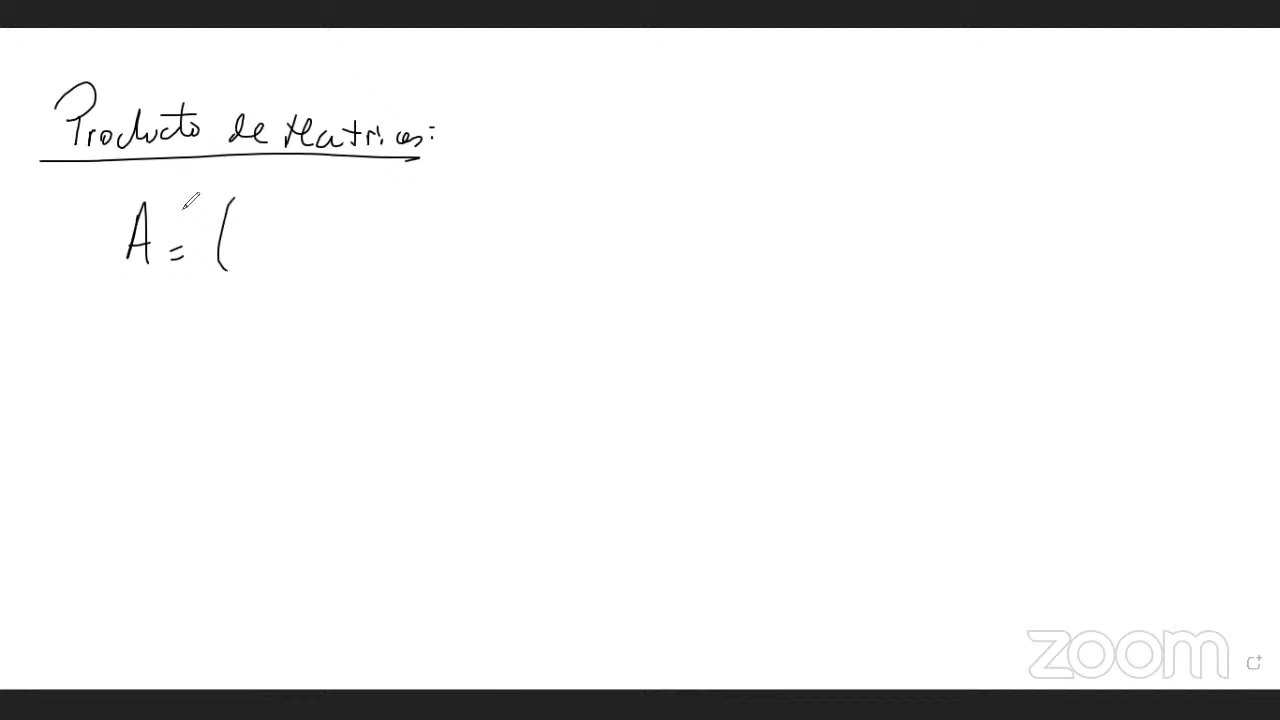 Producto de Matrices:
A = (
zoom